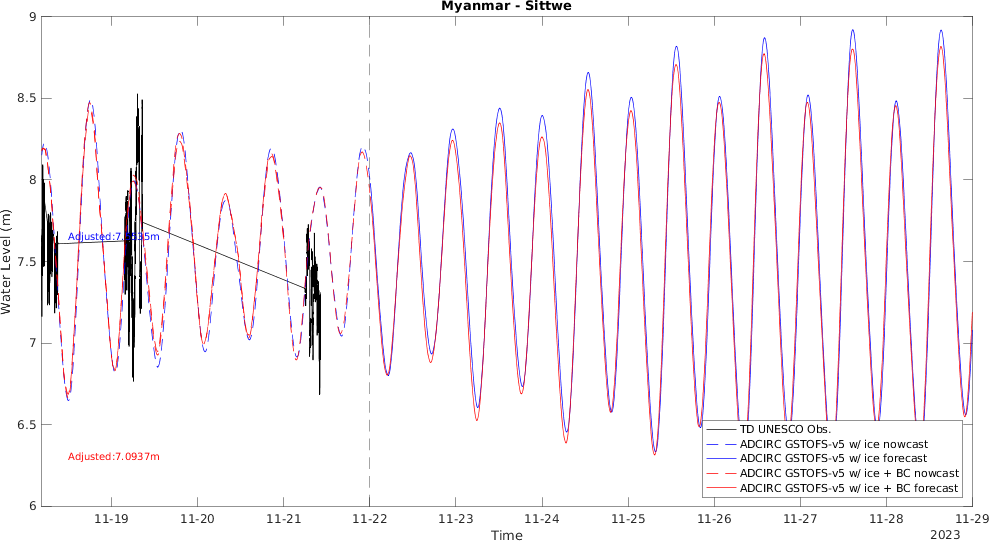 Myanmar - Sittwe
9
8.5
8
7.5
7
6.5
6
Water Level (m)
Adjusted:7.0937m
11-19
11-20
11-21
11-22
11-23
11-24
11-25
11-26
11-27
11-28
11-29
Time
2023
TD UNESCO Obs.
ADCIRC GSTOFS-v5 w/ ice nowcast
ADCIRC GSTOFS-v5 w/ ice forecast
ADCIRC GSTOFS-v5 w/ ice + BC nowcast
ADCIRC GSTOFS-v5 w/ ice + BC forecast